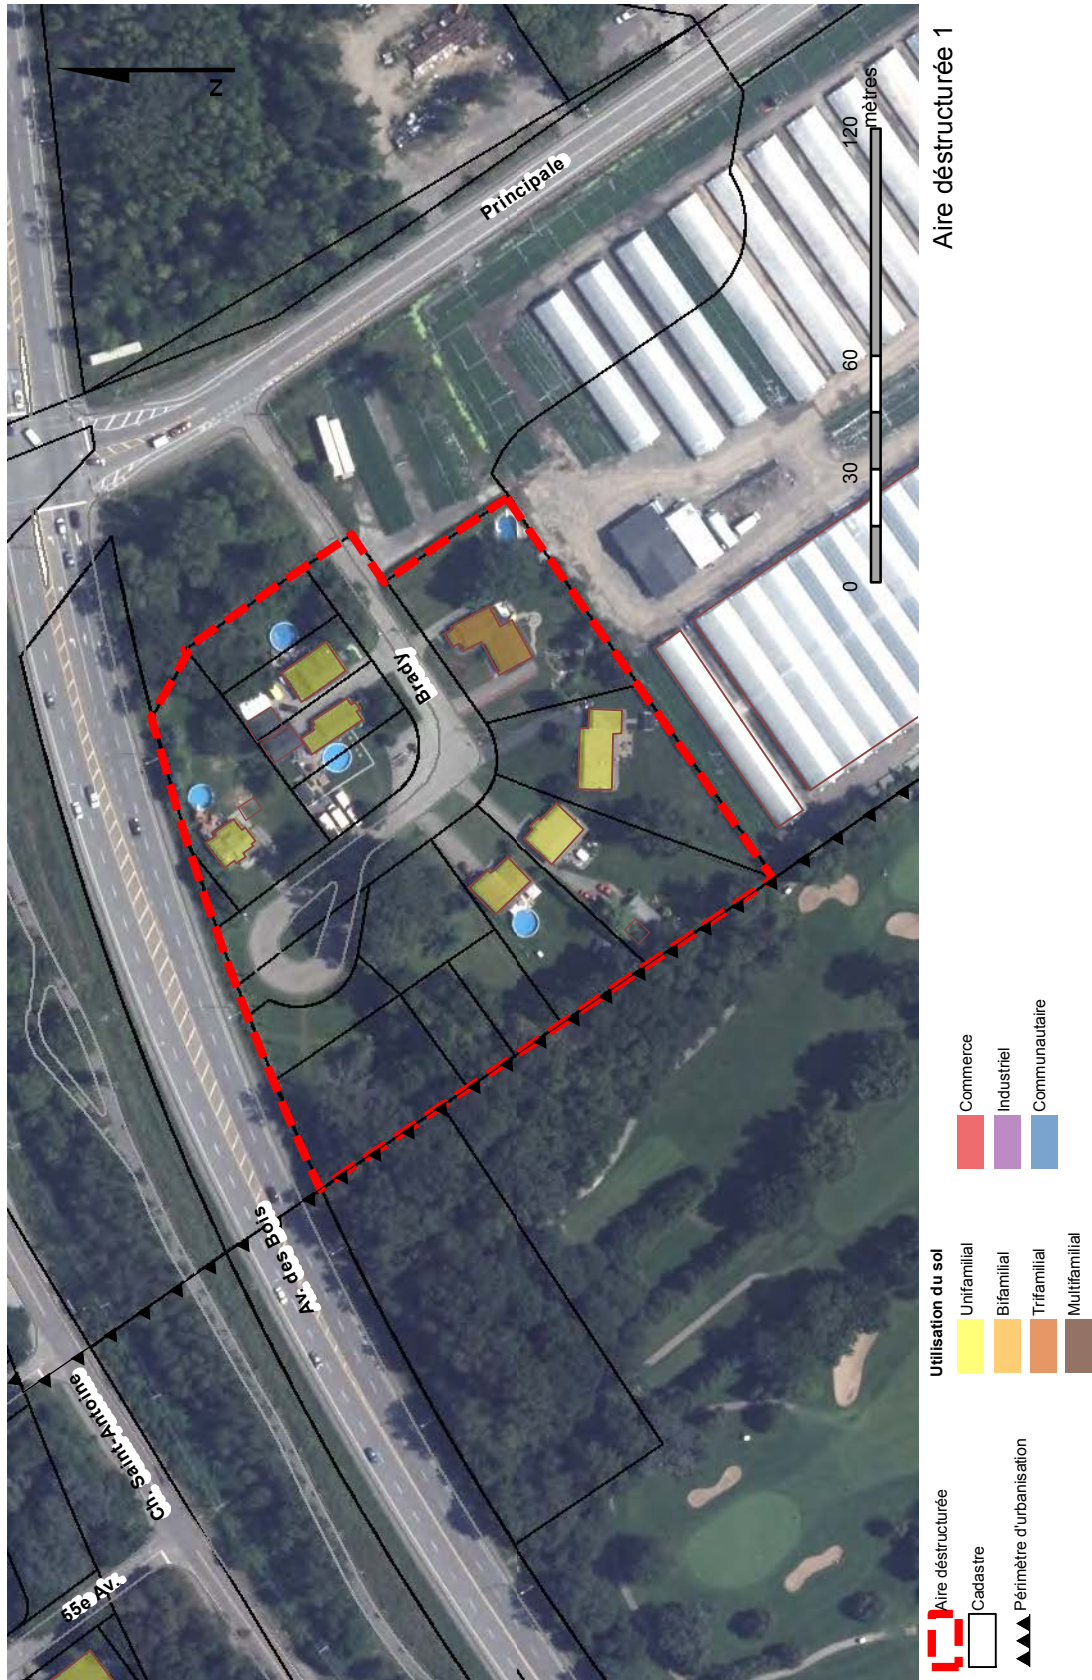 Aire déstructurée 1
N
Principale
Brady
Av. des Bois
Ch. Saint-Antoine
65e Av.
0 30 60 120
mètres
Aire déstructurée
Cadastre
Périmètre d'urbanisation
Utilisation du sol
Unifamilial
Bifamilial
Trifamilial
Multifamilial
Commerce
Industriel
Communautaire